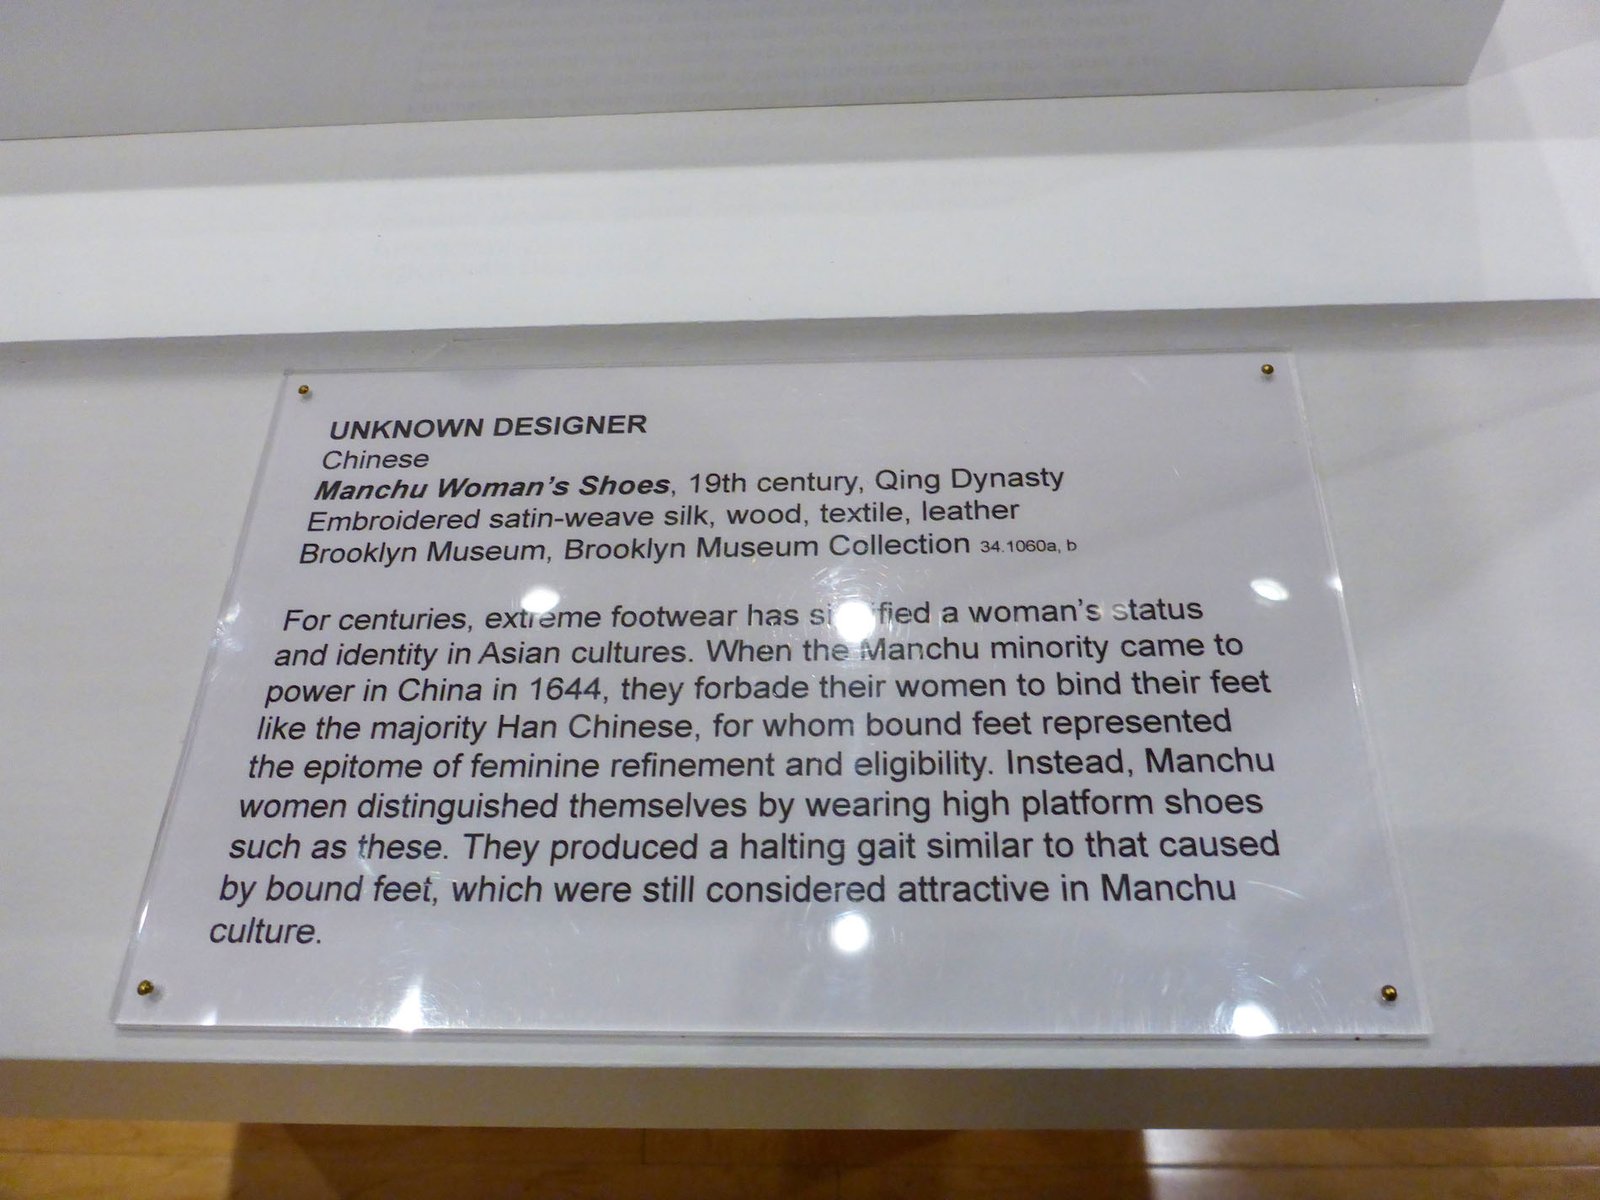 UNKNOWN DESIGNER
Chinese
Manchu Woman's Shoes, 19th century, Qing Dynasty
Embroidered satin-weave silk, wood, textile, leather
Brooklyn Museum, Brooklyn Museum Collection 34.1060a, b
For centuries, extreme footwear has signified a woman's status
and identity in Asian cultures. When the Manchu minority came to
power in China in 1644, they forbade their women to bind their feet
like the majority Han Chinese, for whom bound feet represented
the epitome of feminine refinement and eligibility. Instead, Manchu
women distinguished themselves by wearing high platform shoes
such as these. They produced a halting gait similar to that caused
by bound feet, which were still considered attractive in Manchu
culture.